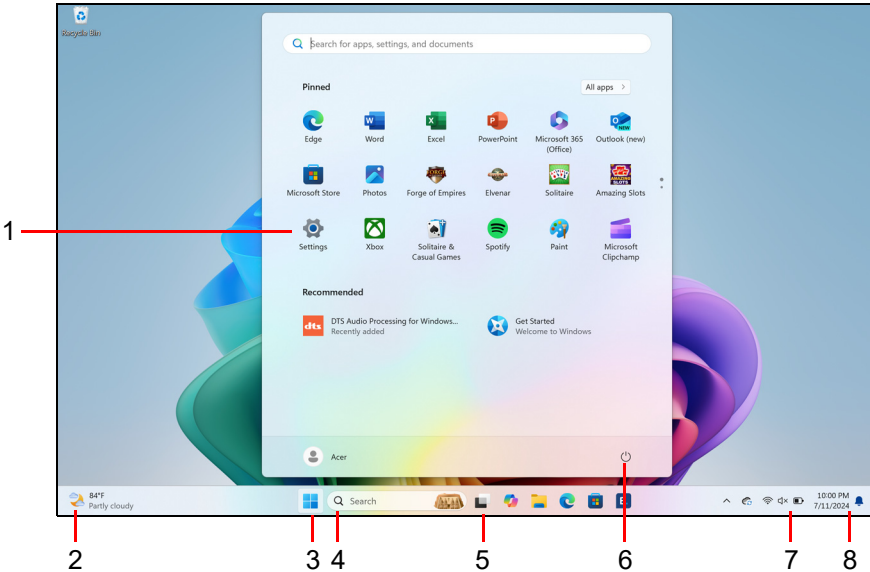 Recycle Bin
Search for apps, settings, and documents
Pinned
All apps >
Edge
Word
Excel
PowerPoint
Microsoft 365
(Office)
Outlook (new)
Microsoft Store
Photos
Forge of Empires
Elvenar
Solitaire
Amazing Slots
1
Settings
Xbox
Solitaire &
Casual Games
Spotify
Paint
Microsoft
Clipchamp
Recommended
dts
DTS Audio Processing for Windows...
Recently added
Get Started
Welcome to Windows
Acer
84°F
Partly cloudy
Search
10:00 PM
7/11/2024
2
3
4
5
6
7
8